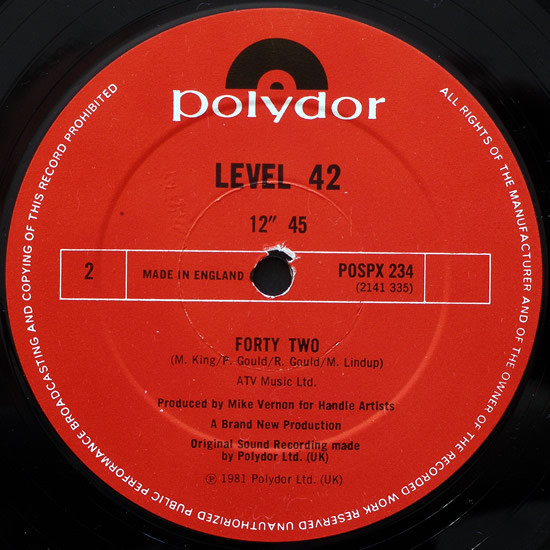 polydor
LEVEL 42
12" 45
2
MADE IN ENGLAND
POSPX 234
(2141 335)
FORTY TWO
(M. King/P. Gould/R. Gould/M. Lindup)
ATV Music Ltd.
Produced by Mike Vernon for Handle Artists
A Brand New Production
Original Sound Recording made
by Polydor Ltd. (UK)
℗ 1981 Polydor Ltd. (UK)
ALL RIGHTS OF THE MANUFACTURER AND OF THE OWNER OF THE RECORDED WORK RESERVED UNAUTHORIZED PUBLIC PERFORMANCE BROADCASTING AND COPYING OF THIS RECORD PROHIBITED